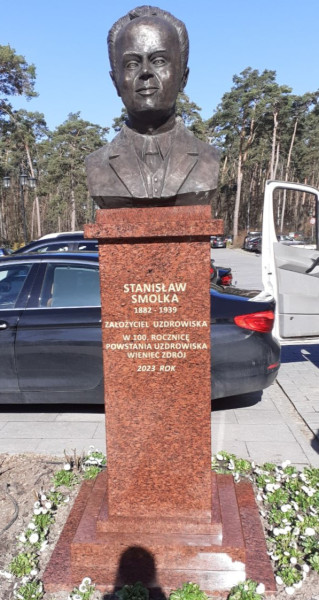 STANISŁAW
SMOLKA
1882 - 1939
ZAŁOŻYCIEL UZDROWISKA
W 100. ROCZNICĘ
POWSTANIA UZDROWISKA
WIENIEC ZDRÓJ
2023 ROK